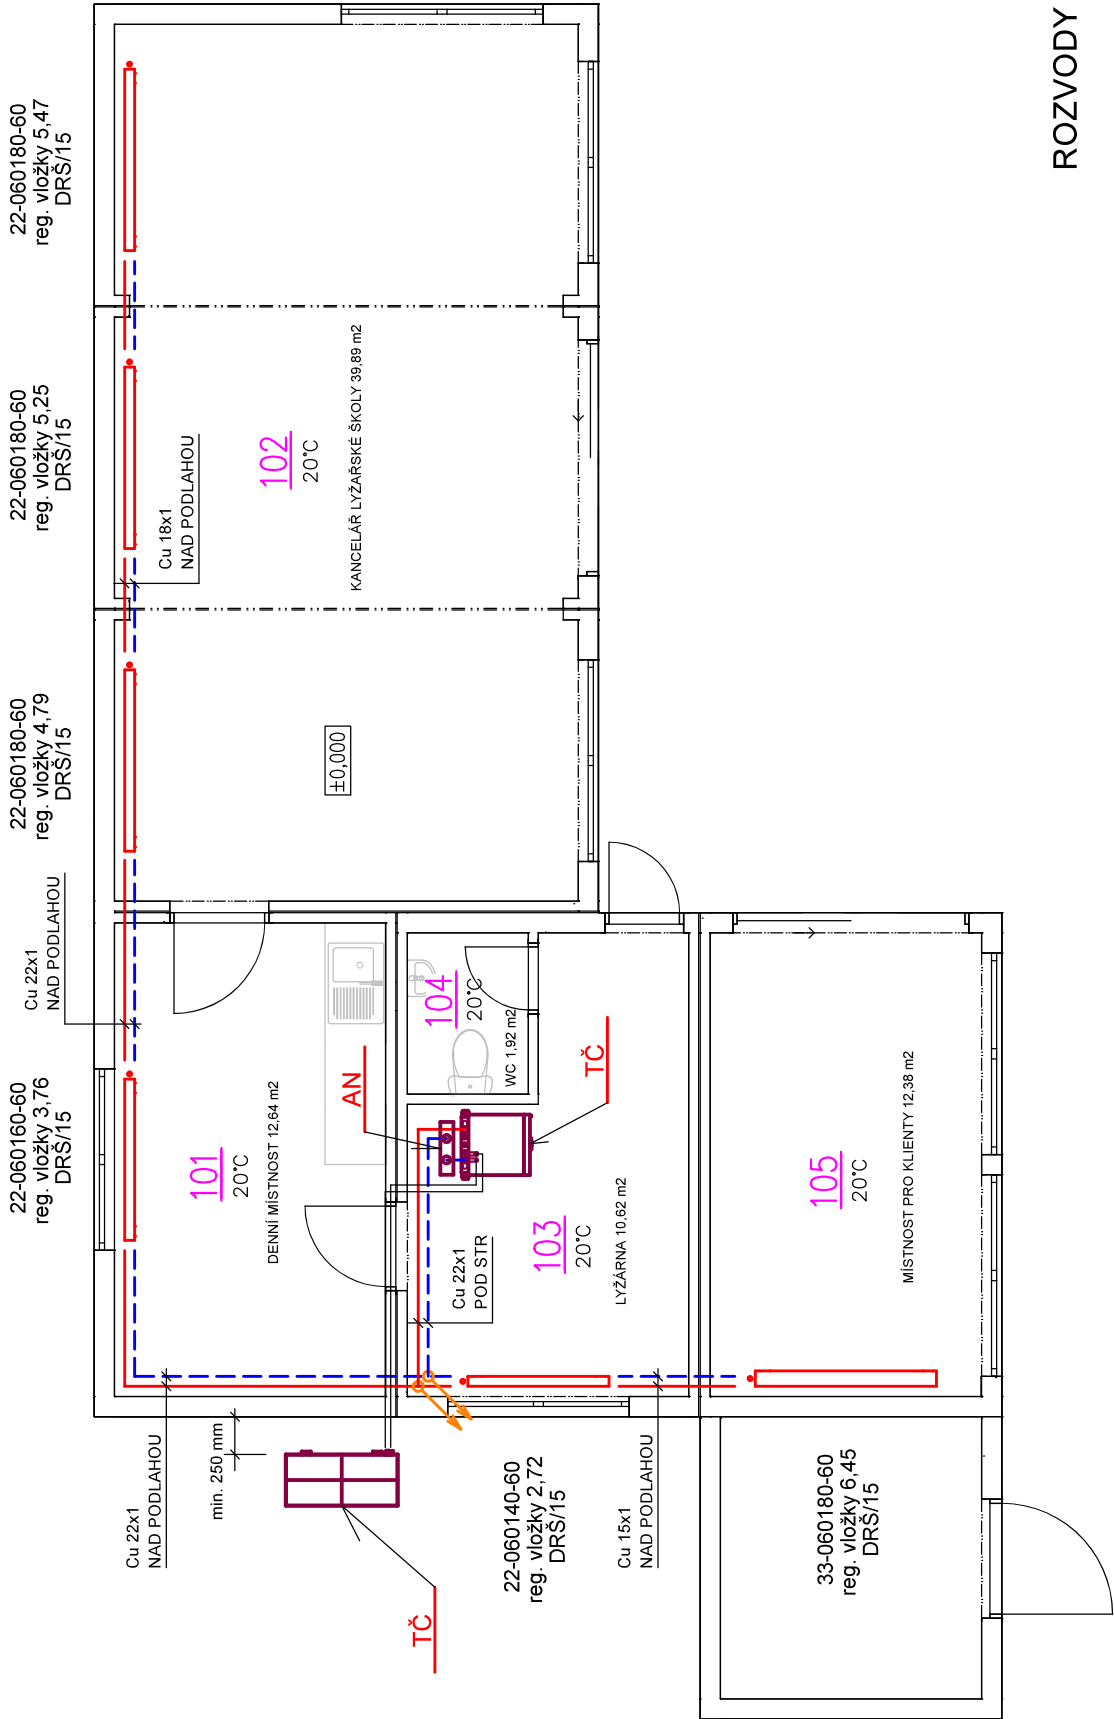 22-060160-60
reg. vložky 3,76
DRŠ/15
Cu 22x1
NAD PODLAHOU
22-060180-60
reg. vložky 4,79
DRŠ/15
22-060180-60
reg. vložky 5,25
DRŠ/15
22-060180-60
reg. vložky 5,47
DRŠ/15
Cu 18x1
NAD PODLAHOU
101
20°C
DENNÍ MÍSTNOST 12,64 m2
102
20°C
KANCELÁŘ LYŽAŘSKÉ ŠKOLY 39,89 m2
±0,000
Cu 22x1
NAD PODLAHOU
min. 250 mm
TČ
AN
104
20°C
WC 1,92 m2
TČ
Cu 22x1
POD STR
103
20°C
LYŽÁRNA 10,62 m2
22-060140-60
reg. vložky 2,72
DRŠ/15
Cu 15x1
NAD PODLAHOU
105
20°C
MÍSTNOST PRO KLIENTY 12,38 m2
33-060180-60
reg. vložky 6,45
DRŠ/15
ROZVODY